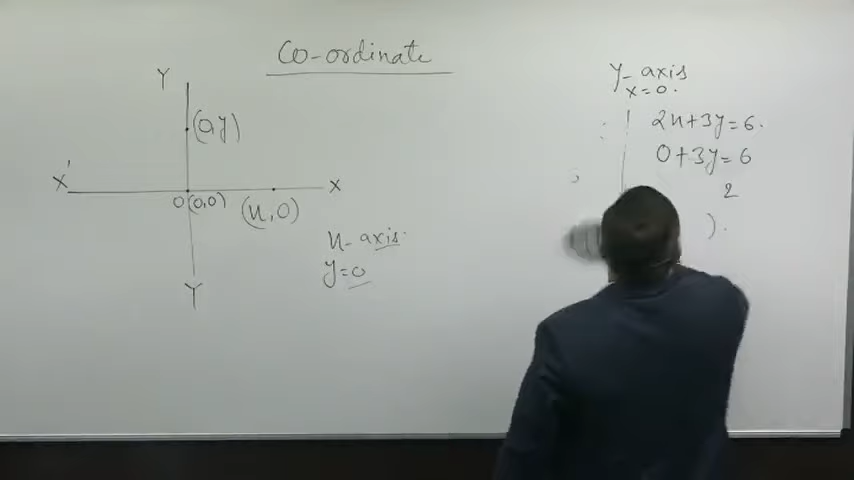 Co-ordinate
Y
(0,y)
X'
X
O(0,0)
(x,0)
x-axis.
y=0
Y
y-axis
x=0.
2x+3y=6.
0+3y=6
2
).